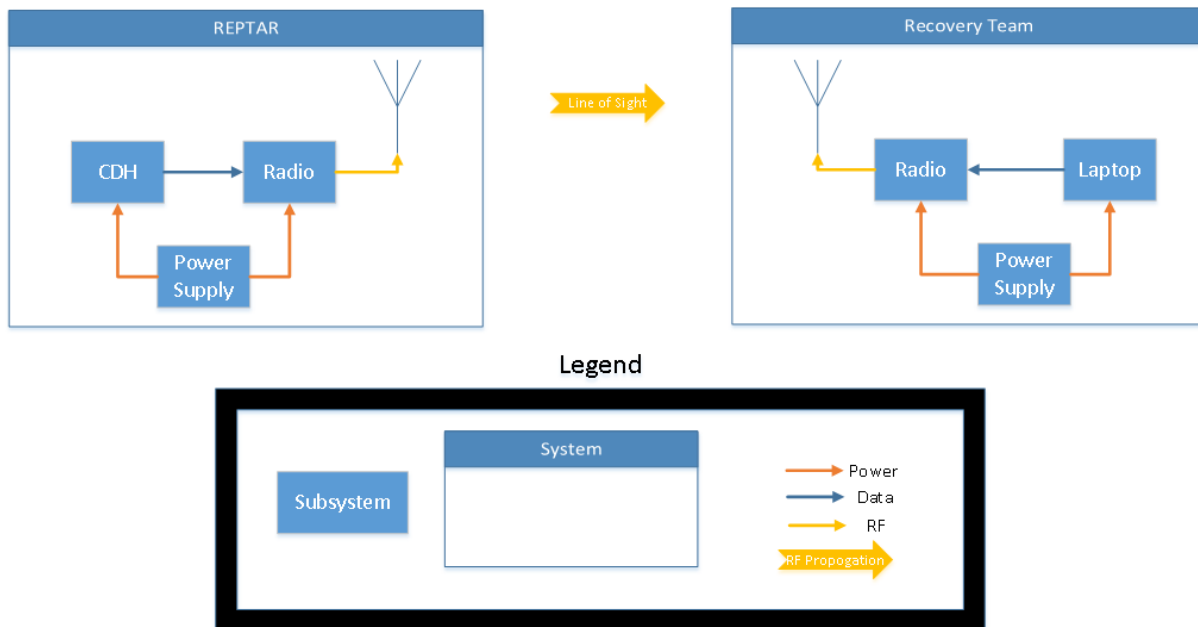 REPTAR
Recovery Team
Line of Sight
CDH
Radio
Radio
Laptop
Power
Supply
Power
Supply
Legend
System
Subsystem
Power
Data
RF
RF Propogation